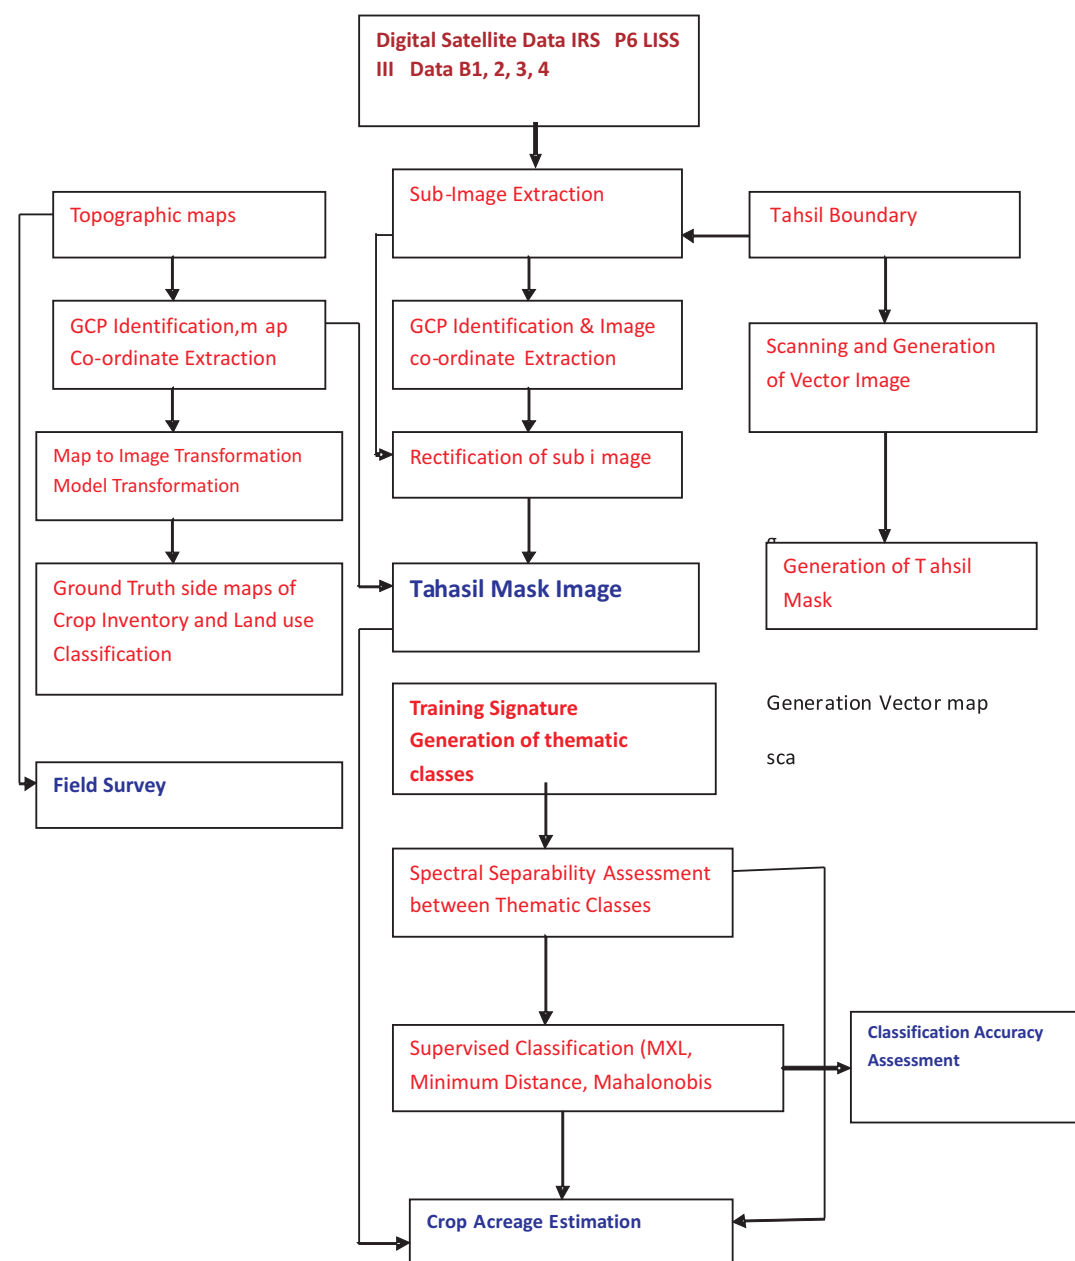 Digital Satellite Data IRS P6 LISS
III Data B1, 2, 3, 4
Sub-Image Extraction
Topographic maps
Tahsil Boundary
GCP Identification,m ap
Co-ordinate Extraction
GCP Identification & Image
co-ordinate Extraction
Scanning and Generation
of Vector Image
Map to Image Transformation
Model Transformation
Rectification of sub i mage
Ground Truth side maps of
Crop Inventory and Land use
Classification
Tahasil Mask Image
Generation of T ahsil
Mask
Training Signature
Generation of thematic
classes
Generation Vector map
sca
Field Survey
Spectral Separability Assessment
between Thematic Classes
Supervised Classification (MXL,
Minimum Distance, Mahalonobis
Classification Accuracy
Assessment
Crop Acreage Estimation